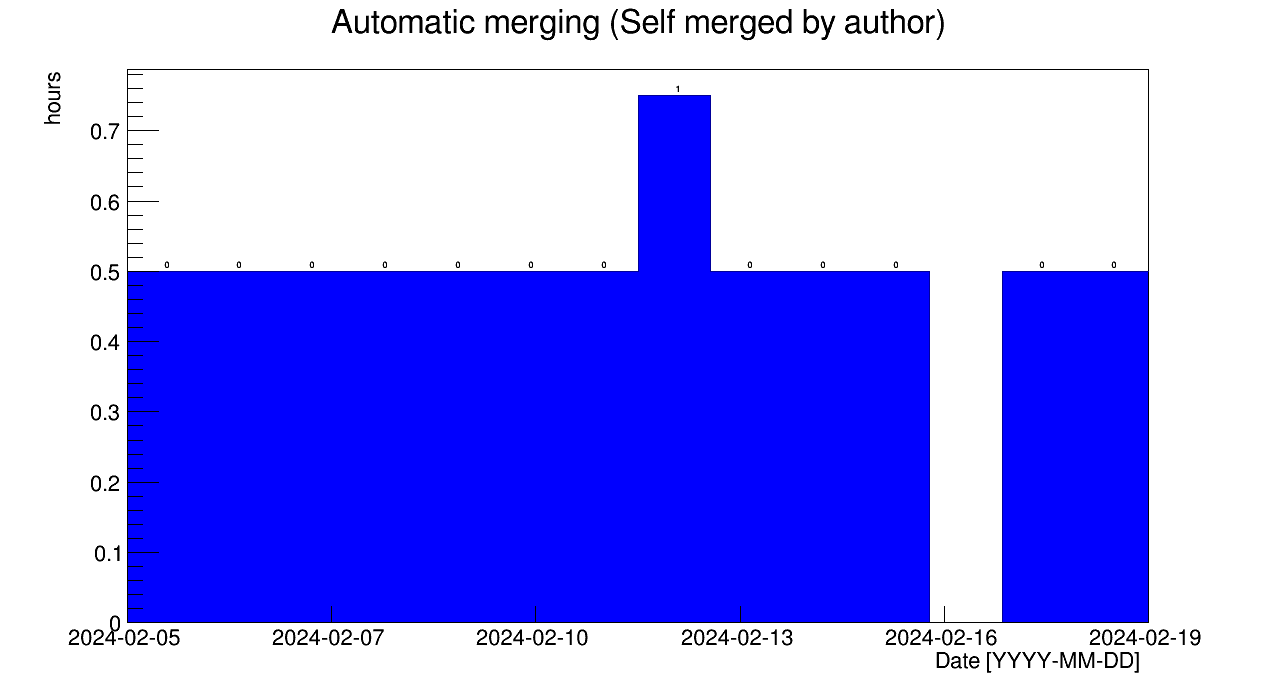 Automatic merging (Self merged by author)
hours
0.7
0.6
0.5
0.4
0.3
0.2
0.1
0
0 0 0 0 0 0 0 1 0 0 0 0 0
2024-02-05 2024-02-07 2024-02-10 2024-02-13 2024-02-16 2024-02-19
Date [YYYY-MM-DD]